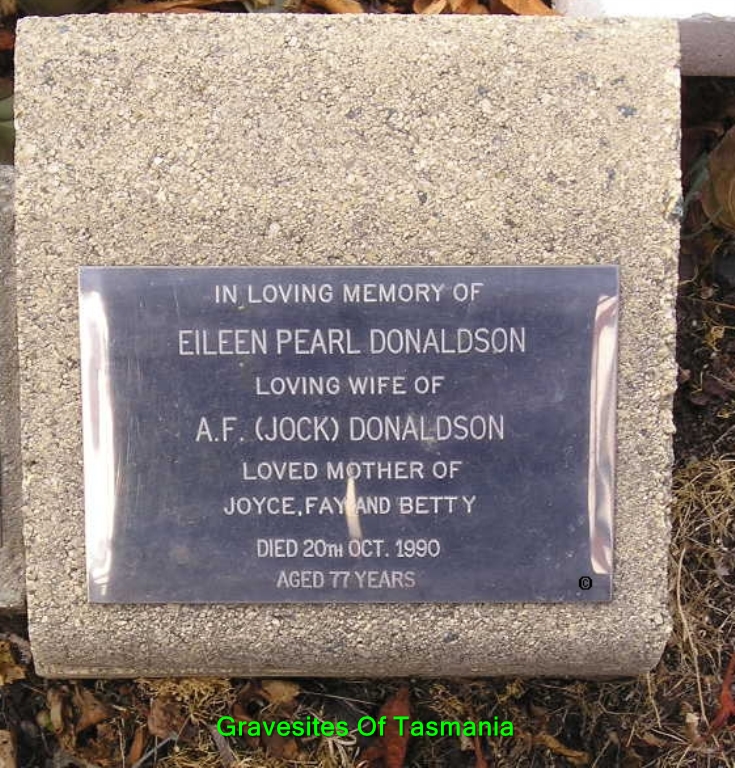 IN LOVING MEMORY OF
EILEEN PEARL DONALDSON
LOVING WIFE OF
A.F. (JOCK) DONALDSON
LOVED MOTHER OF
JOYCE, FAY AND BETTY
DIED 20TH OCT. 1990
AGED 77 YEARS
©
Gravesites Of Tasmania